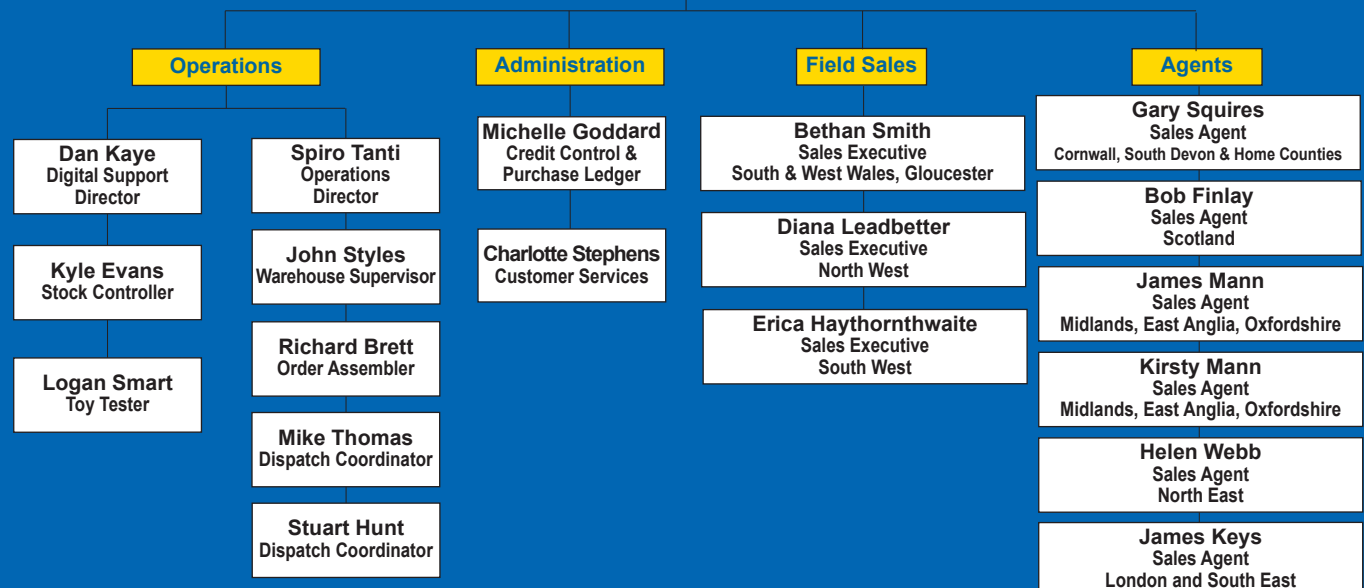 Operations
Dan Kaye
Digital Support
Director
Kyle Evans
Stock Controller
Logan Smart
Toy Tester
Spiro Tanti
Operations
Director
John Styles
Warehouse Supervisor
Richard Brett
Order Assembler
Mike Thomas
Dispatch Coordinator
Stuart Hunt
Dispatch Coordinator
Administration
Michelle Goddard
Credit Control &
Purchase Ledger
Charlotte Stephens
Customer Services
Field Sales
Bethan Smith
Sales Executive
South & West Wales, Gloucester
Diana Leadbetter
Sales Executive
North West
Erica Haythornthwaite
Sales Executive
South West
Agents
Gary Squires
Sales Agent
Cornwall, South Devon & Home Counties
Bob Finlay
Sales Agent
Scotland
James Mann
Sales Agent
Midlands, East Anglia, Oxfordshire
Kirsty Mann
Sales Agent
Midlands, East Anglia, Oxfordshire
Helen Webb
Sales Agent
North East
James Keys
Sales Agent
London and South East